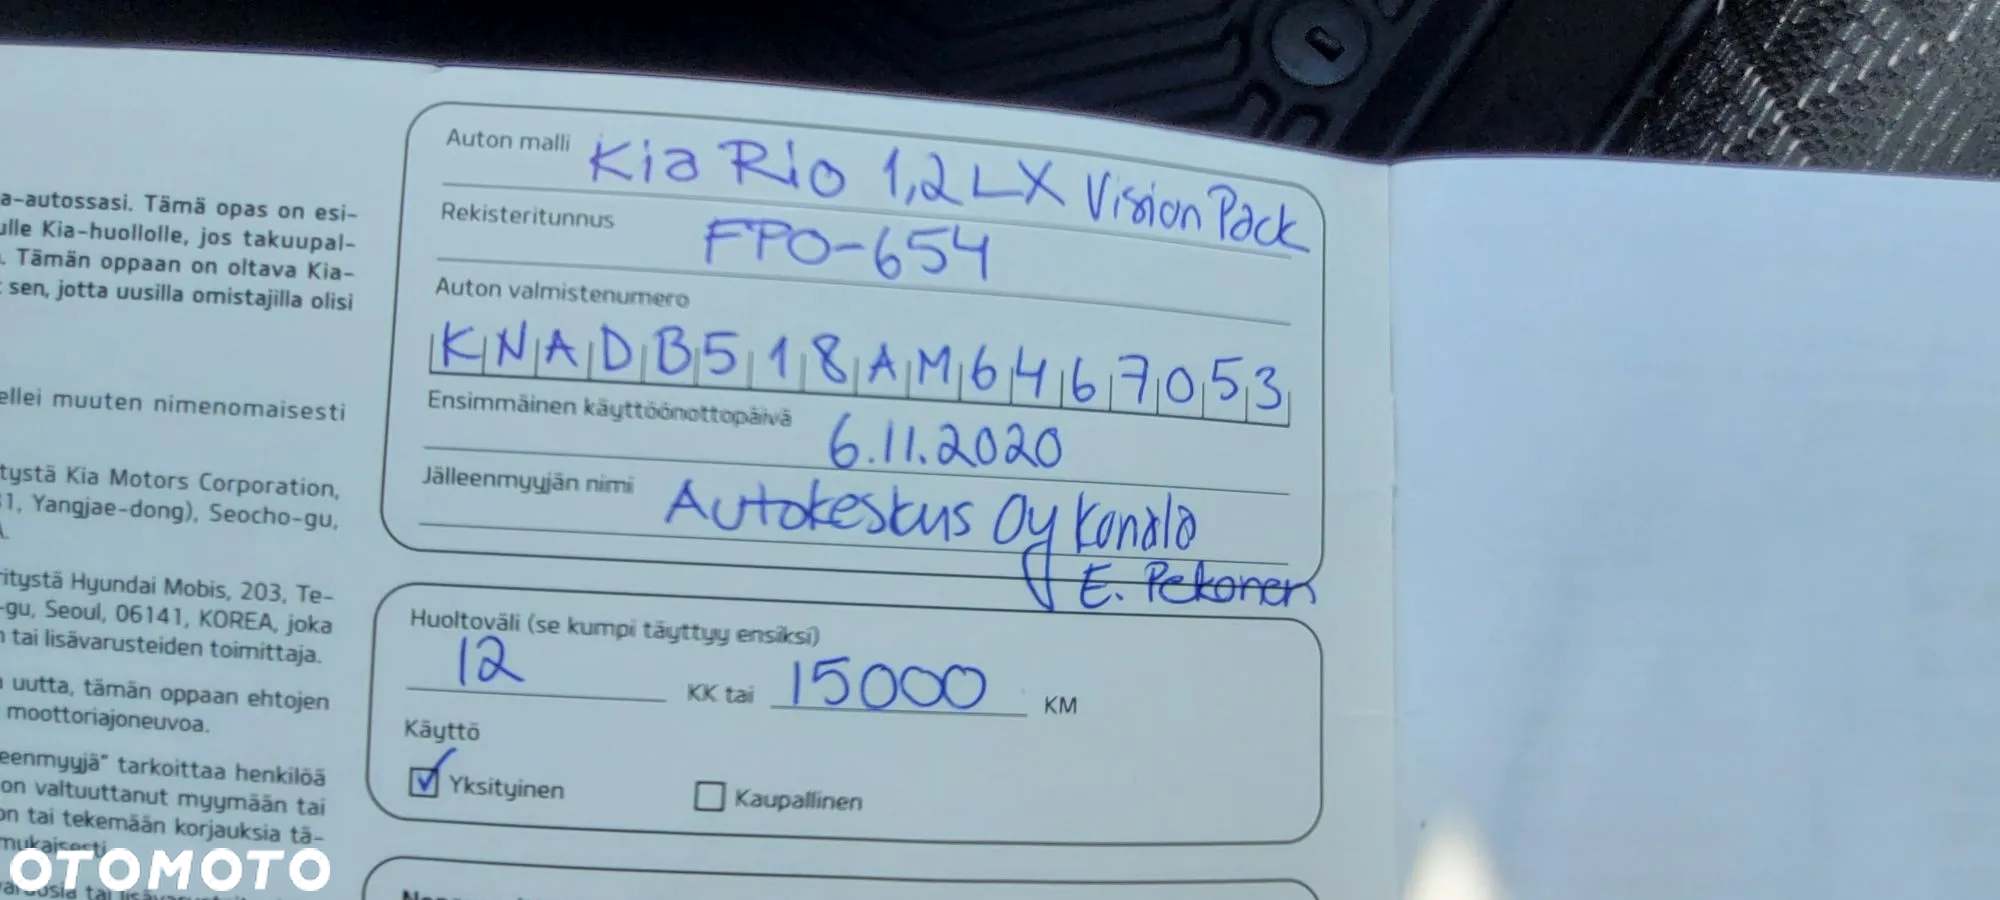 a-autossasi. Tämä opas on esi-
ulle Kia-huollolle, jos takuupal-
. Tämän oppaan on oltava Kia-
sen, jotta uusilla omistajilla olisi
ellei muuten nimenomaisesti
tystä Kia Motors Corporation,
1, Yangjae-dong), Seocho-gu,
ritystä Hyundai Mobis, 203, Te-
-gu, Seoul, 06141, KOREA, joka
tai lisävarusteiden toimittaja.
uutta, tämän oppaan ehtojen
moottoriajoneuvoa.
eenmyyjä" tarkoittaa henkilöä
on valtuuttanut myymään tai
on tai tekemään korjauksia tä-
mukaisesti
Auton malli Kia Rio 1,2 LX Vision Pack
Rekisteritunnus FPO-654
Auton valmistenumero
KNADB518AM6467053
Ensimmäinen käyttöönottopäivä 6.11.2020
Jälleenmyyjän nimi Autokeskus Oy Konala
E. Pekonen
Huoltoväli (se kumpi täyttyy ensiksi)
12 KK tai 15000 KM
Käyttö
Yksityinen Kaupallinen
OTOMOTO